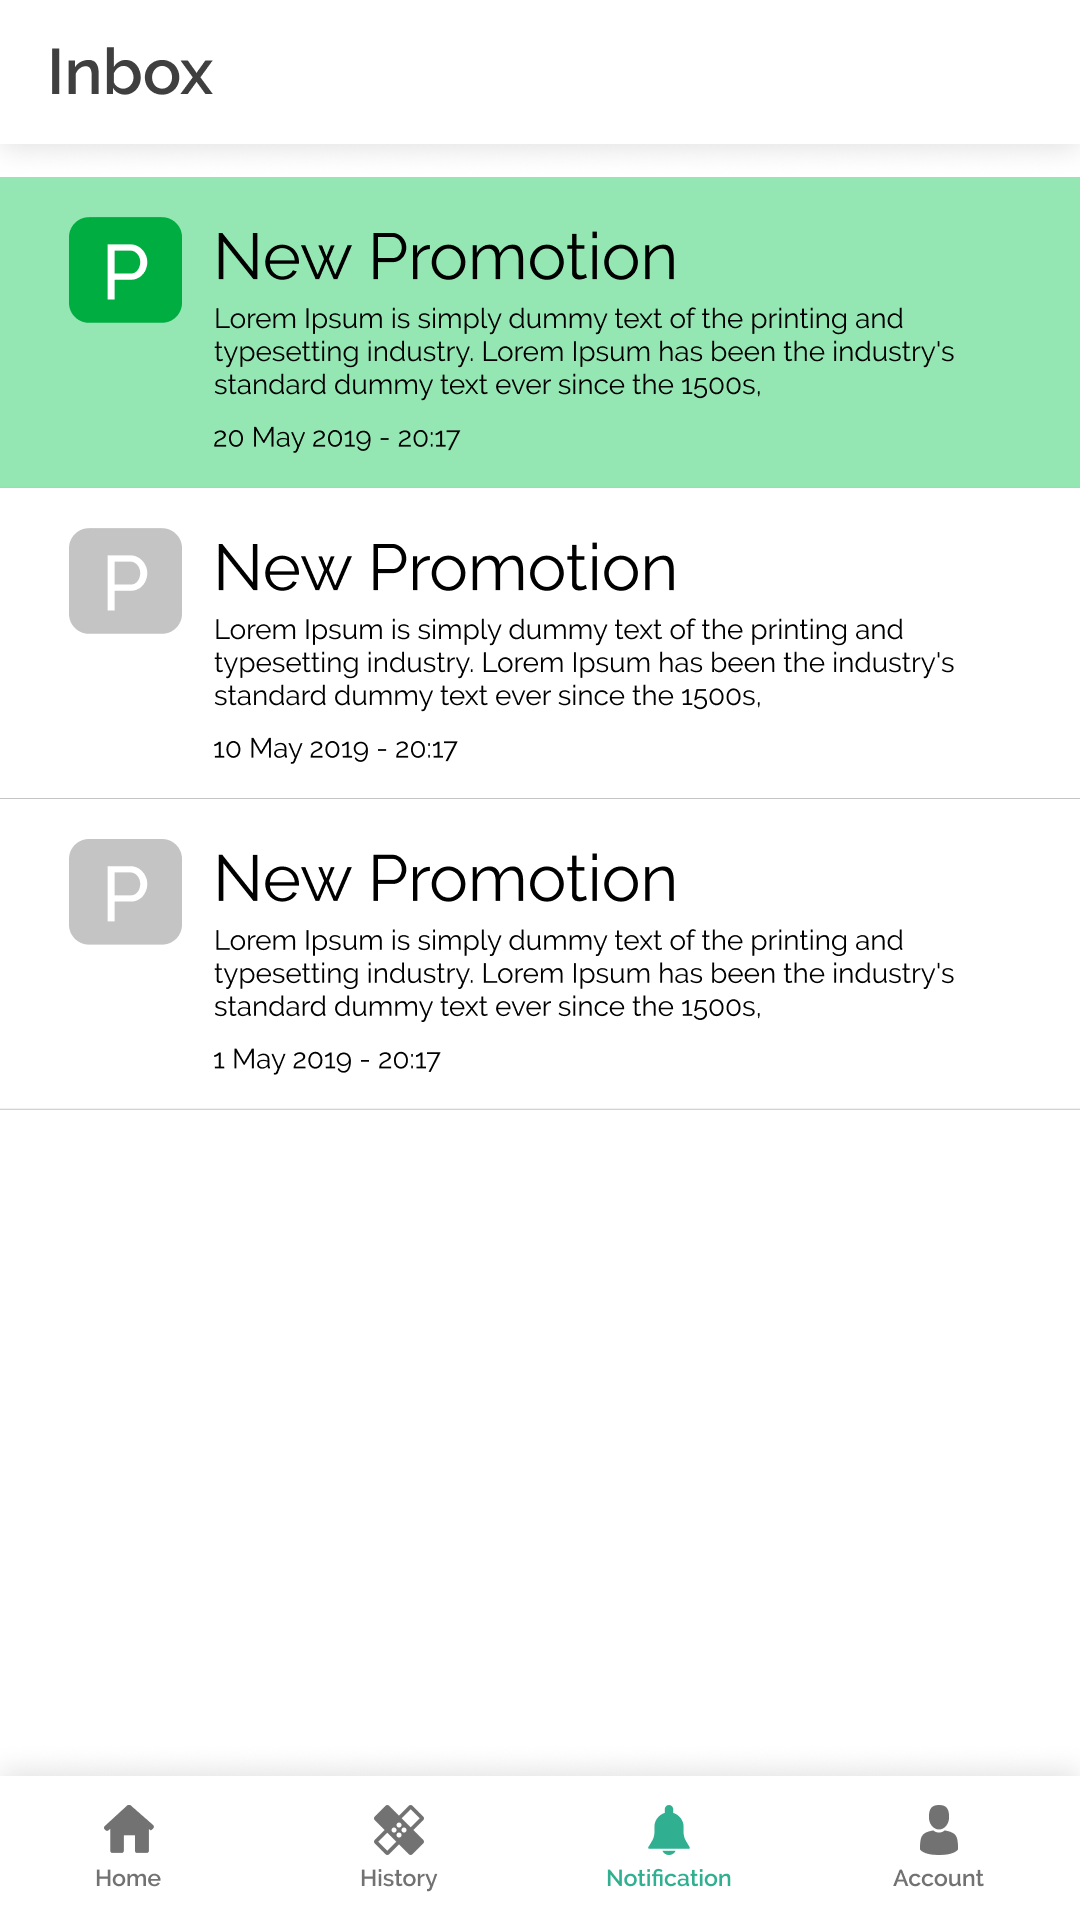 Inbox
P
New Promotion
Lorem Ipsum is simply dummy text of the printing and
typesetting industry. Lorem Ipsum has been the industry's
standard dummy text ever since the 1500s,
20 May 2019 - 20:17
P
New Promotion
Lorem Ipsum is simply dummy text of the printing and
typesetting industry. Lorem Ipsum has been the industry's
standard dummy text ever since the 1500s,
10 May 2019 - 20:17
P
New Promotion
Lorem Ipsum is simply dummy text of the printing and
typesetting industry. Lorem Ipsum has been the industry's
standard dummy text ever since the 1500s,
1 May 2019 - 20:17
Home
History
Notification
Account